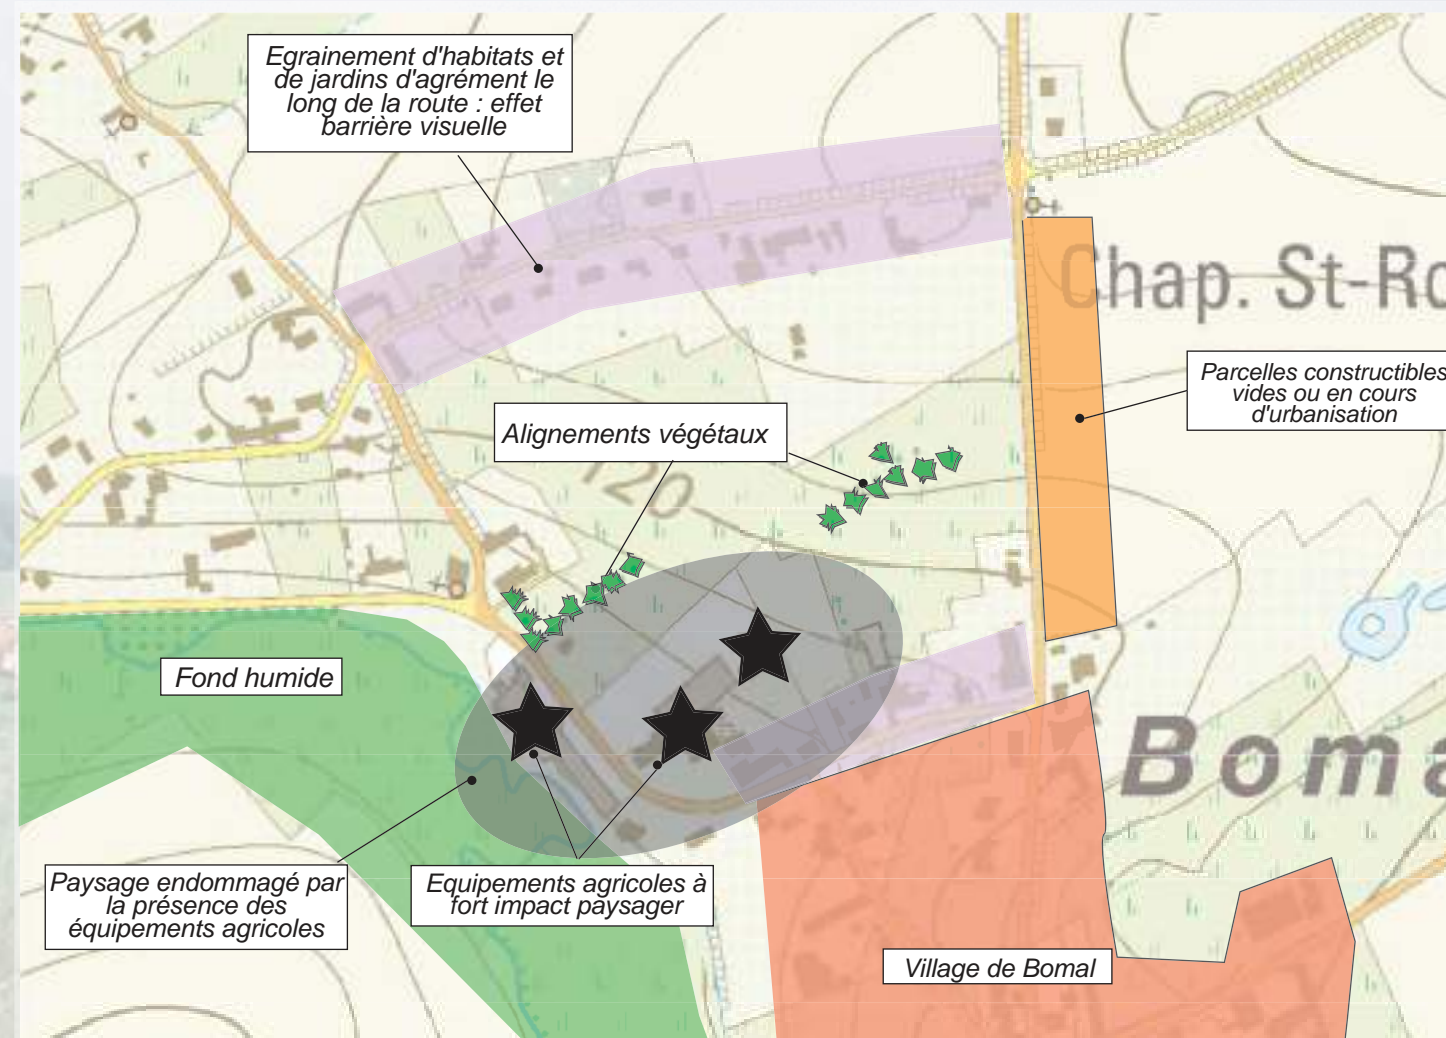 Egrainement d'habitats et
de jardins d'agrément le
long de la route : effet
barrière visuelle
Chap. St-Ro
Parcelles constructibles
vides ou en cours
d'urbanisation
Alignements végétaux
120
Fond humide
Boma
Paysage endommagé par
la présence des
équipements agricoles
Equipements agricoles à
fort impact paysager
Village de Bomal